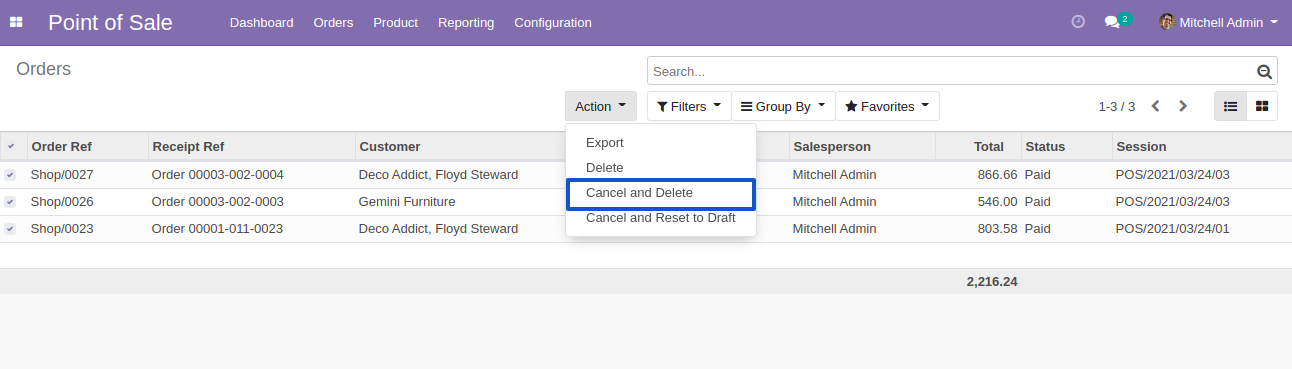 Point of Sale Dashboard Orders Product Reporting Configuration 2 Mitchell Admin
Orders
Search...
Action Filters Group By Favorites 1-3 / 3
Export
Delete
Cancel and Delete
Cancel and Reset to Draft
Order Ref Receipt Ref Customer Salesperson Total Status Session
Shop/0027 Order 00003-002-0004 Deco Addict, Floyd Steward Mitchell Admin 866.66 Paid POS/2021/03/24/03
Shop/0026 Order 00003-002-0003 Gemini Furniture Mitchell Admin 546.00 Paid POS/2021/03/24/03
Shop/0023 Order 00001-011-0023 Deco Addict, Floyd Steward Mitchell Admin 803.58 Paid POS/2021/03/24/01
2,216.24